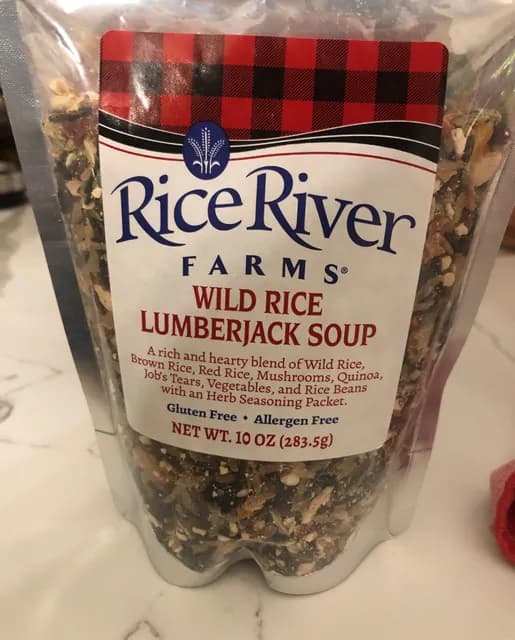 Rice River
FARMS®
WILD RICE
LUMBERJACK SOUP
A rich and hearty blend of Wild Rice,
Brown Rice, Red Rice, Mushrooms, Quinoa,
Job's Tears, Vegetables, and Rice Beans
with an Herb Seasoning Packet.
Gluten Free • Allergen Free
NET WT. 10 OZ (283.5g)